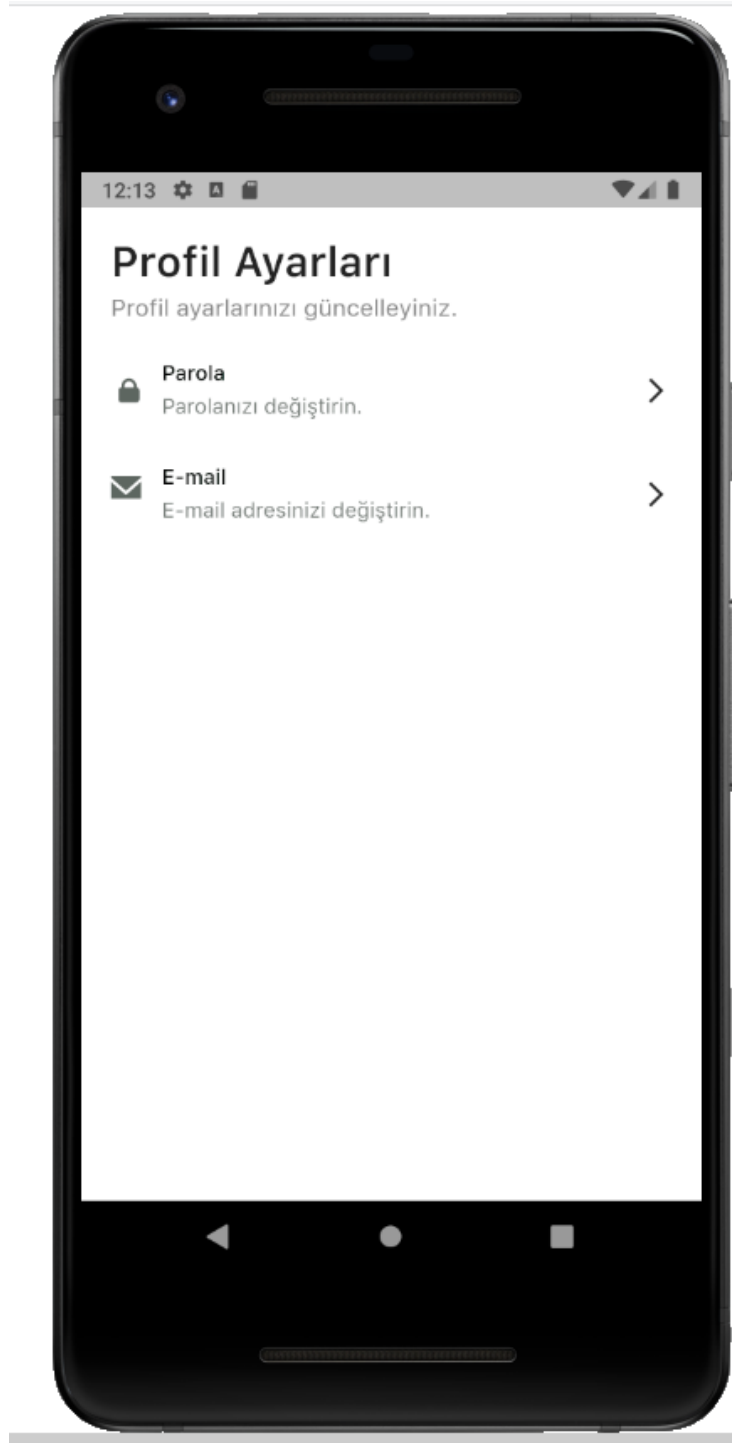 12:13
Profil Ayarları
Profil ayarlarınızı güncelleyiniz.
Parola
Parolanızı değiştirin.
E-mail
E-mail adresinizi değiştirin.